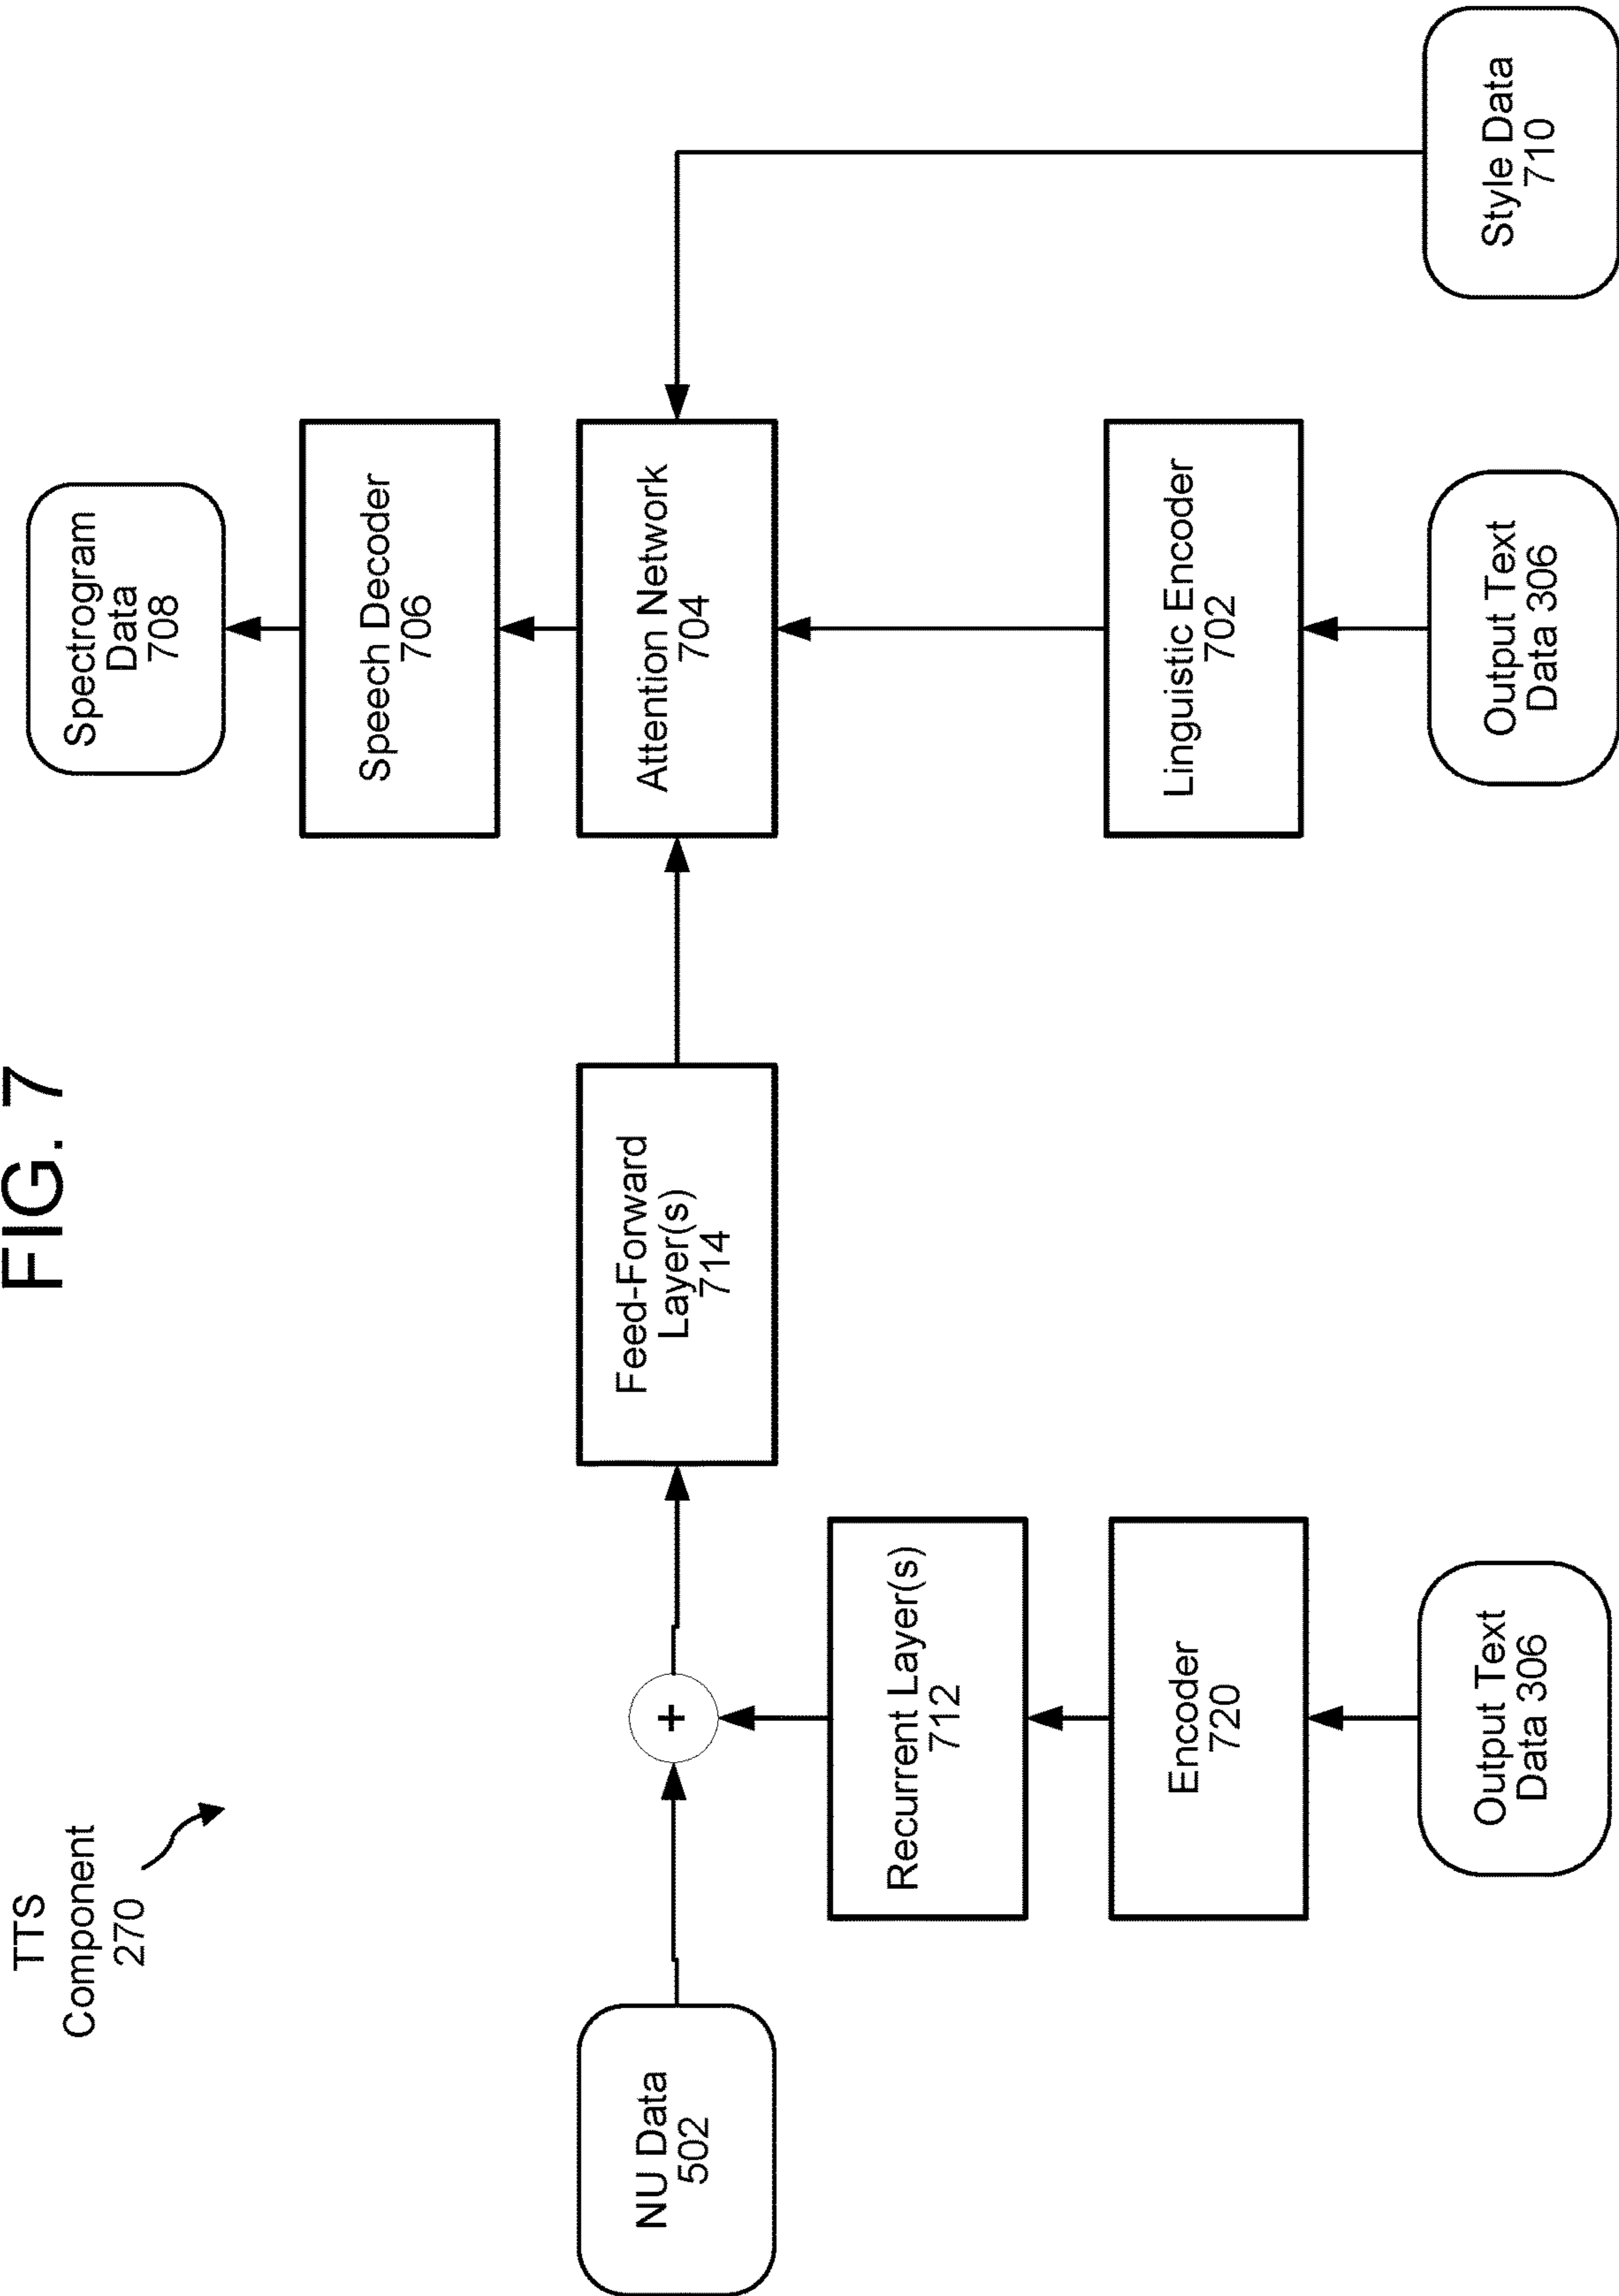 FIG. 7
TTS
Component
270
Spectrogram
Data
708
Speech Decoder
706
NU Data
502
+
Feed-Forward
Layer(s)
714
Attention Network
704
Recurrent Layer(s)
712
Encoder
720
Linguistic Encoder
702
Output Text
Data 306
Output Text
Data 306
Style Data
710